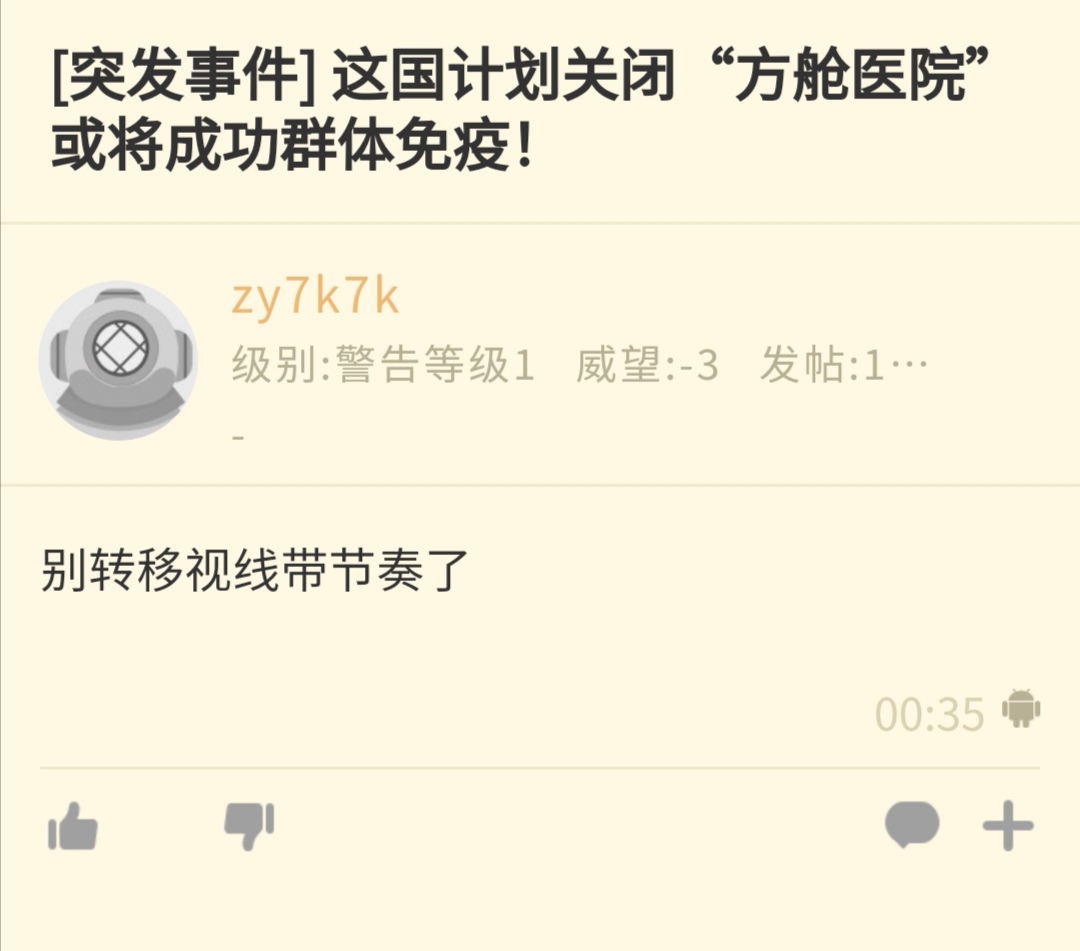 [突发事件] 这国计划关闭“方舱医院”
或将成功群体免疫！
zy7k7k
级别:警告等级1 威望:-3 发帖:1…
-
别转移视线带节奏了
00:35